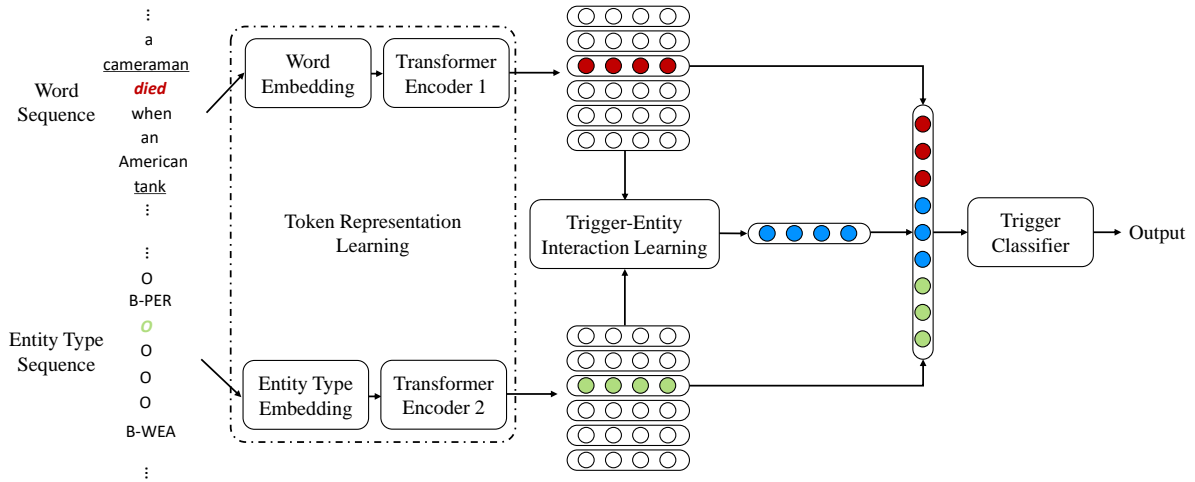 ⋮
a
cameraman
died
when
an
American
tank
⋮
Word
Sequence
⋮
O
B-PER
O
O
O
O
B-WEA
⋮
Entity Type
Sequence
Word
Embedding
Transformer
Encoder 1
Token Representation
Learning
Entity Type
Embedding
Transformer
Encoder 2
Trigger-Entity
Interaction Learning
Trigger
Classifier
Output